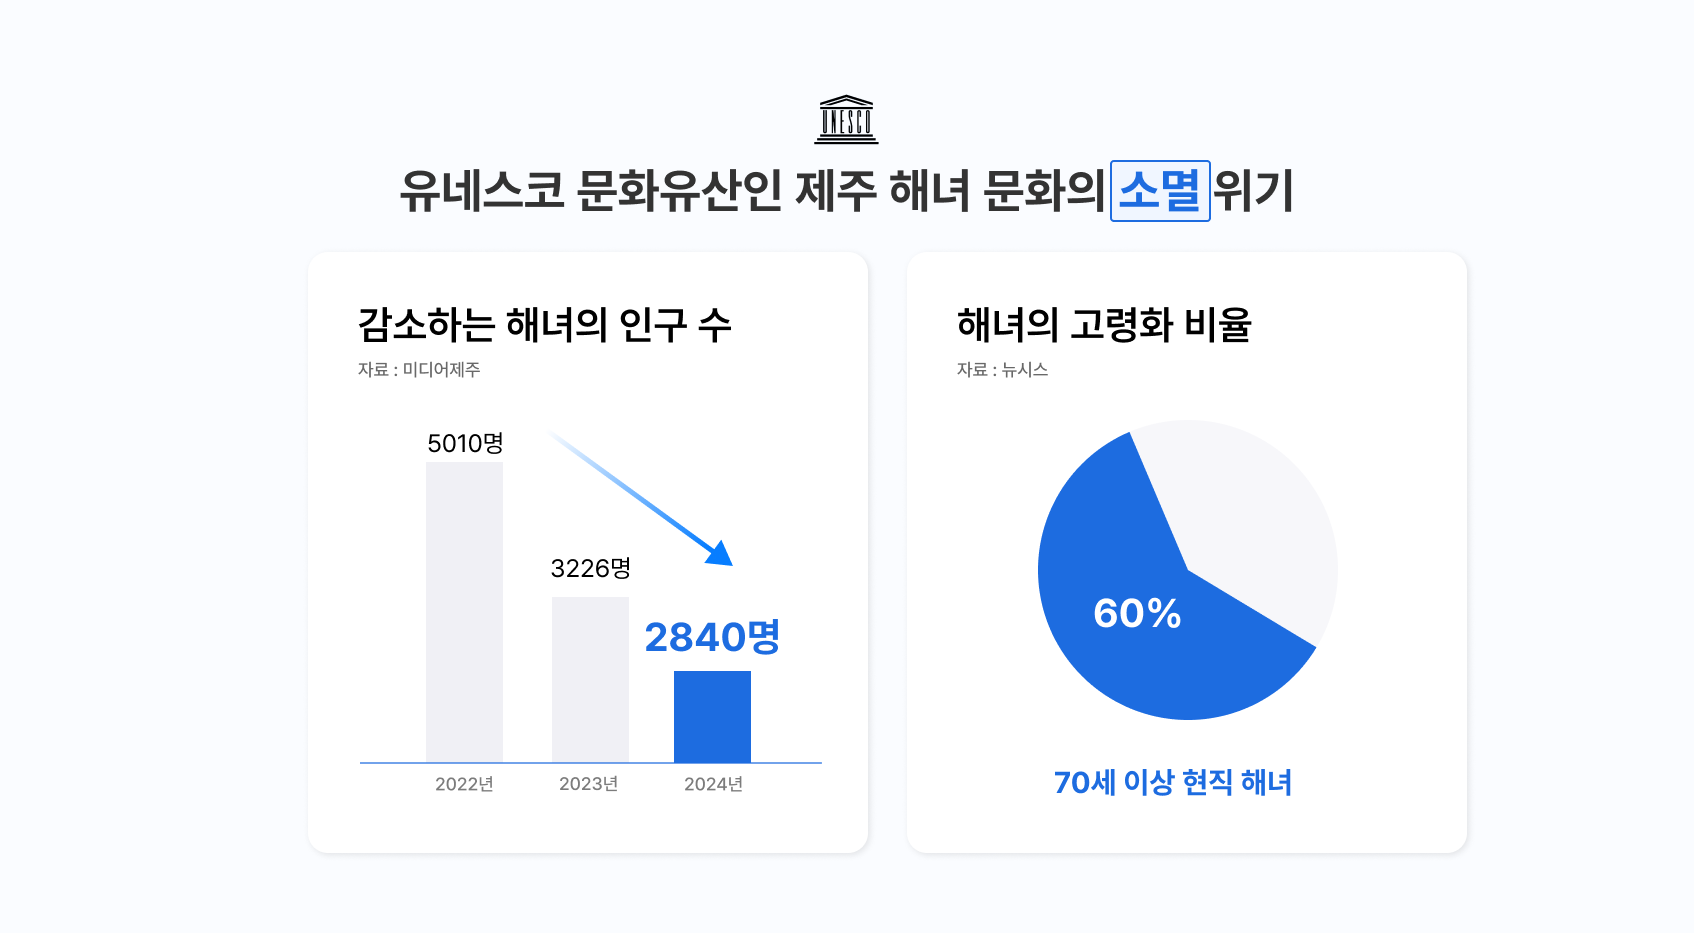 UNESCO
유네스코 문화유산인 제주 해녀 문화의 소멸 위기
감소하는 해녀의 인구 수
자료 : 미디어제주
5010명
3226명
2840명
2022년
2023년
2024년
해녀의 고령화 비율
자료 : 뉴시스
60%
70세 이상 현직 해녀